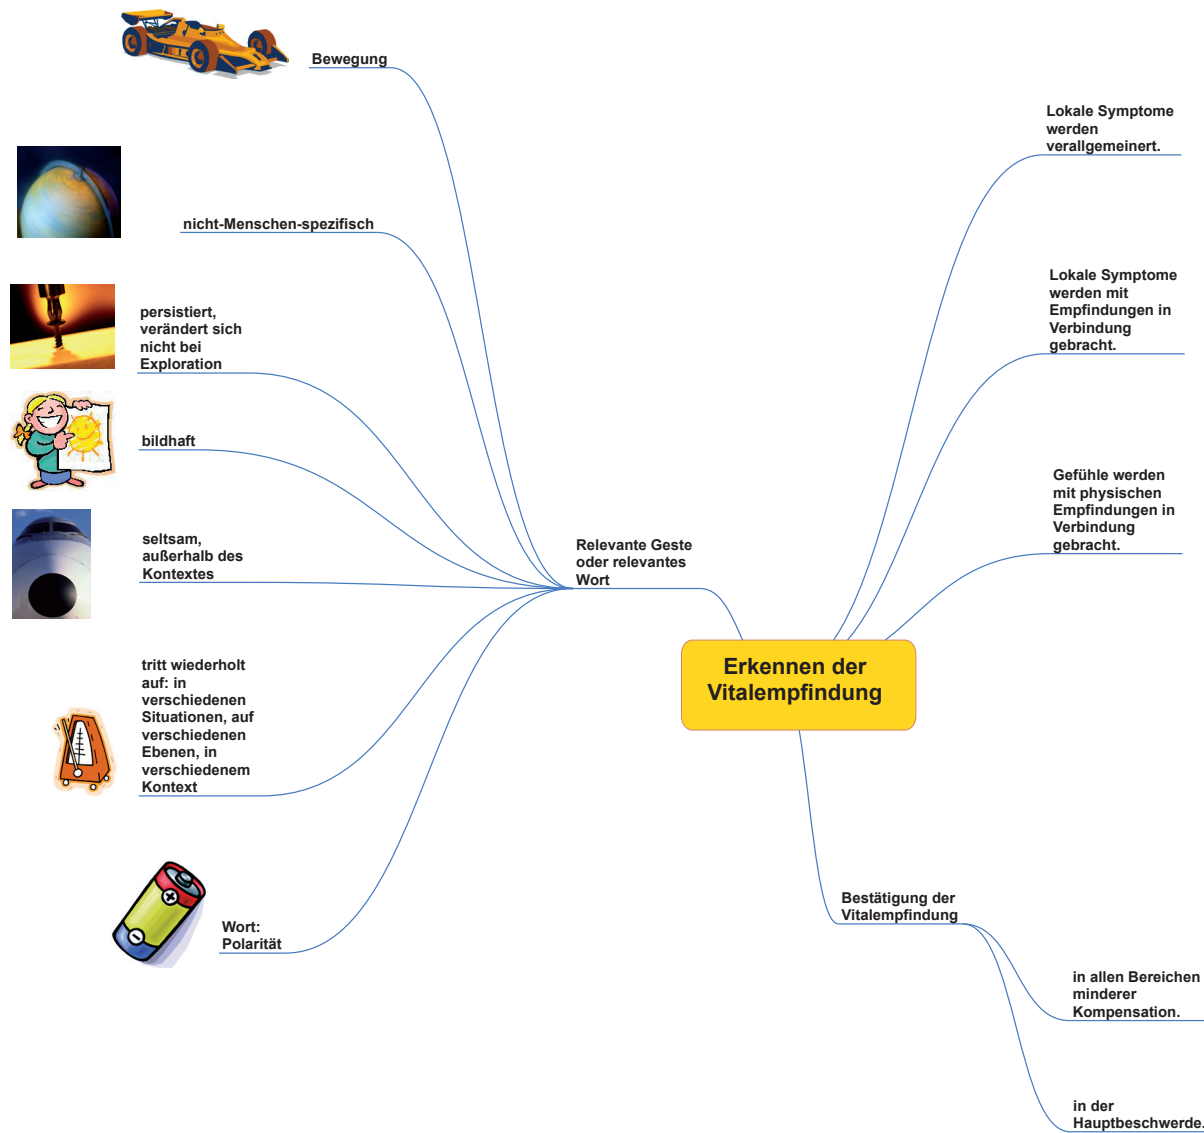 Bewegung
nicht-Menschen-spezifisch
persistiert,
verändert sich
nicht bei
Exploration
bildhaft
seltsam,
außerhalb des
Kontextes
tritt wiederholt
auf: in
verschiedenen
Situationen, auf
verschiedenen
Ebenen, in
verschiedenem
Kontext
Wort:
Polarität
Relevante Geste
oder relevantes
Wort
Erkennen der
Vitalempfindung
Lokale Symptome
werden
verallgemeinert.
Lokale Symptome
werden mit
Empfindungen in
Verbindung
gebracht.
Gefühle werden
mit physischen
Empfindungen in
Verbindung
gebracht.
Bestätigung der
Vitalempfindung
in allen Bereichen
minderer
Kompensation.
in der
Hauptbeschwerde.